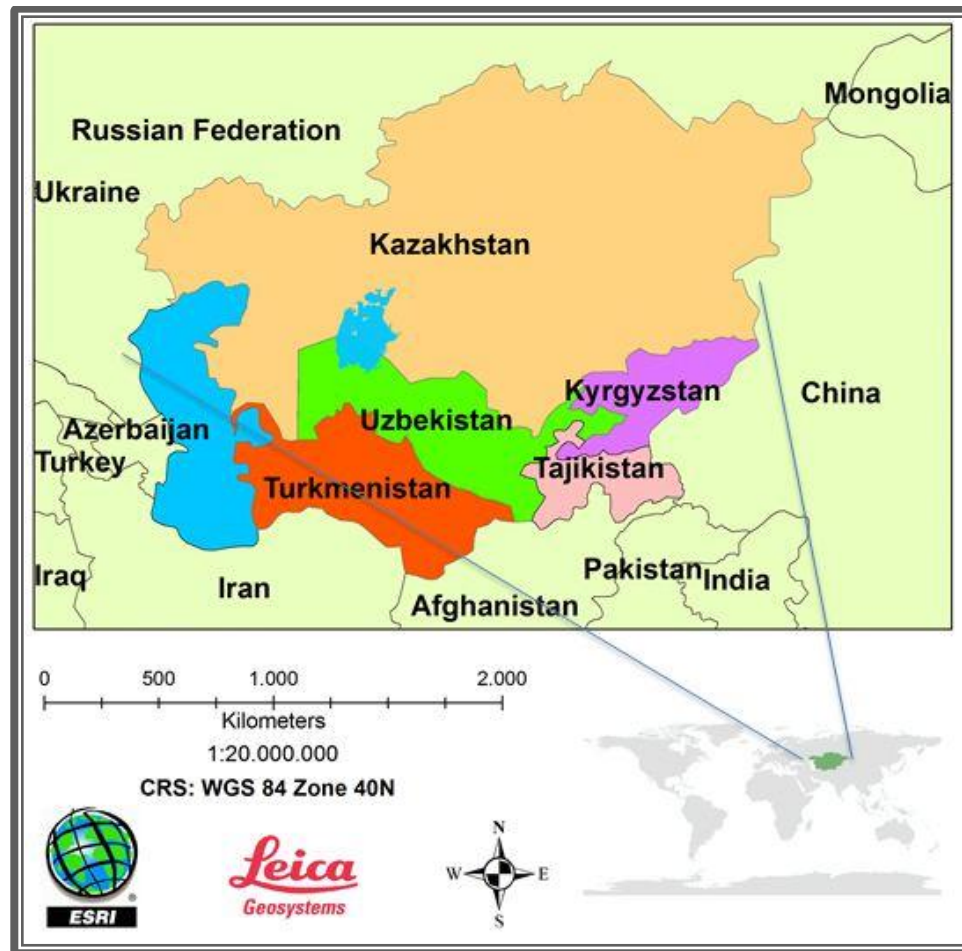 Mongolia
Russian Federation
Ukraine
Kazakhstan
Kyrgyzstan
China
Azerbaijan
Uzbekistan
Turkey
Tajikistan
Turkmenistan
Iraq
Iran
Pakistan
India
Afghanistan
0 500 1.000 2.000
Kilometers
1:20.000.000
CRS: WGS 84 Zone 40N
N
W E
S
ESRI
®
Leica
Geosystems